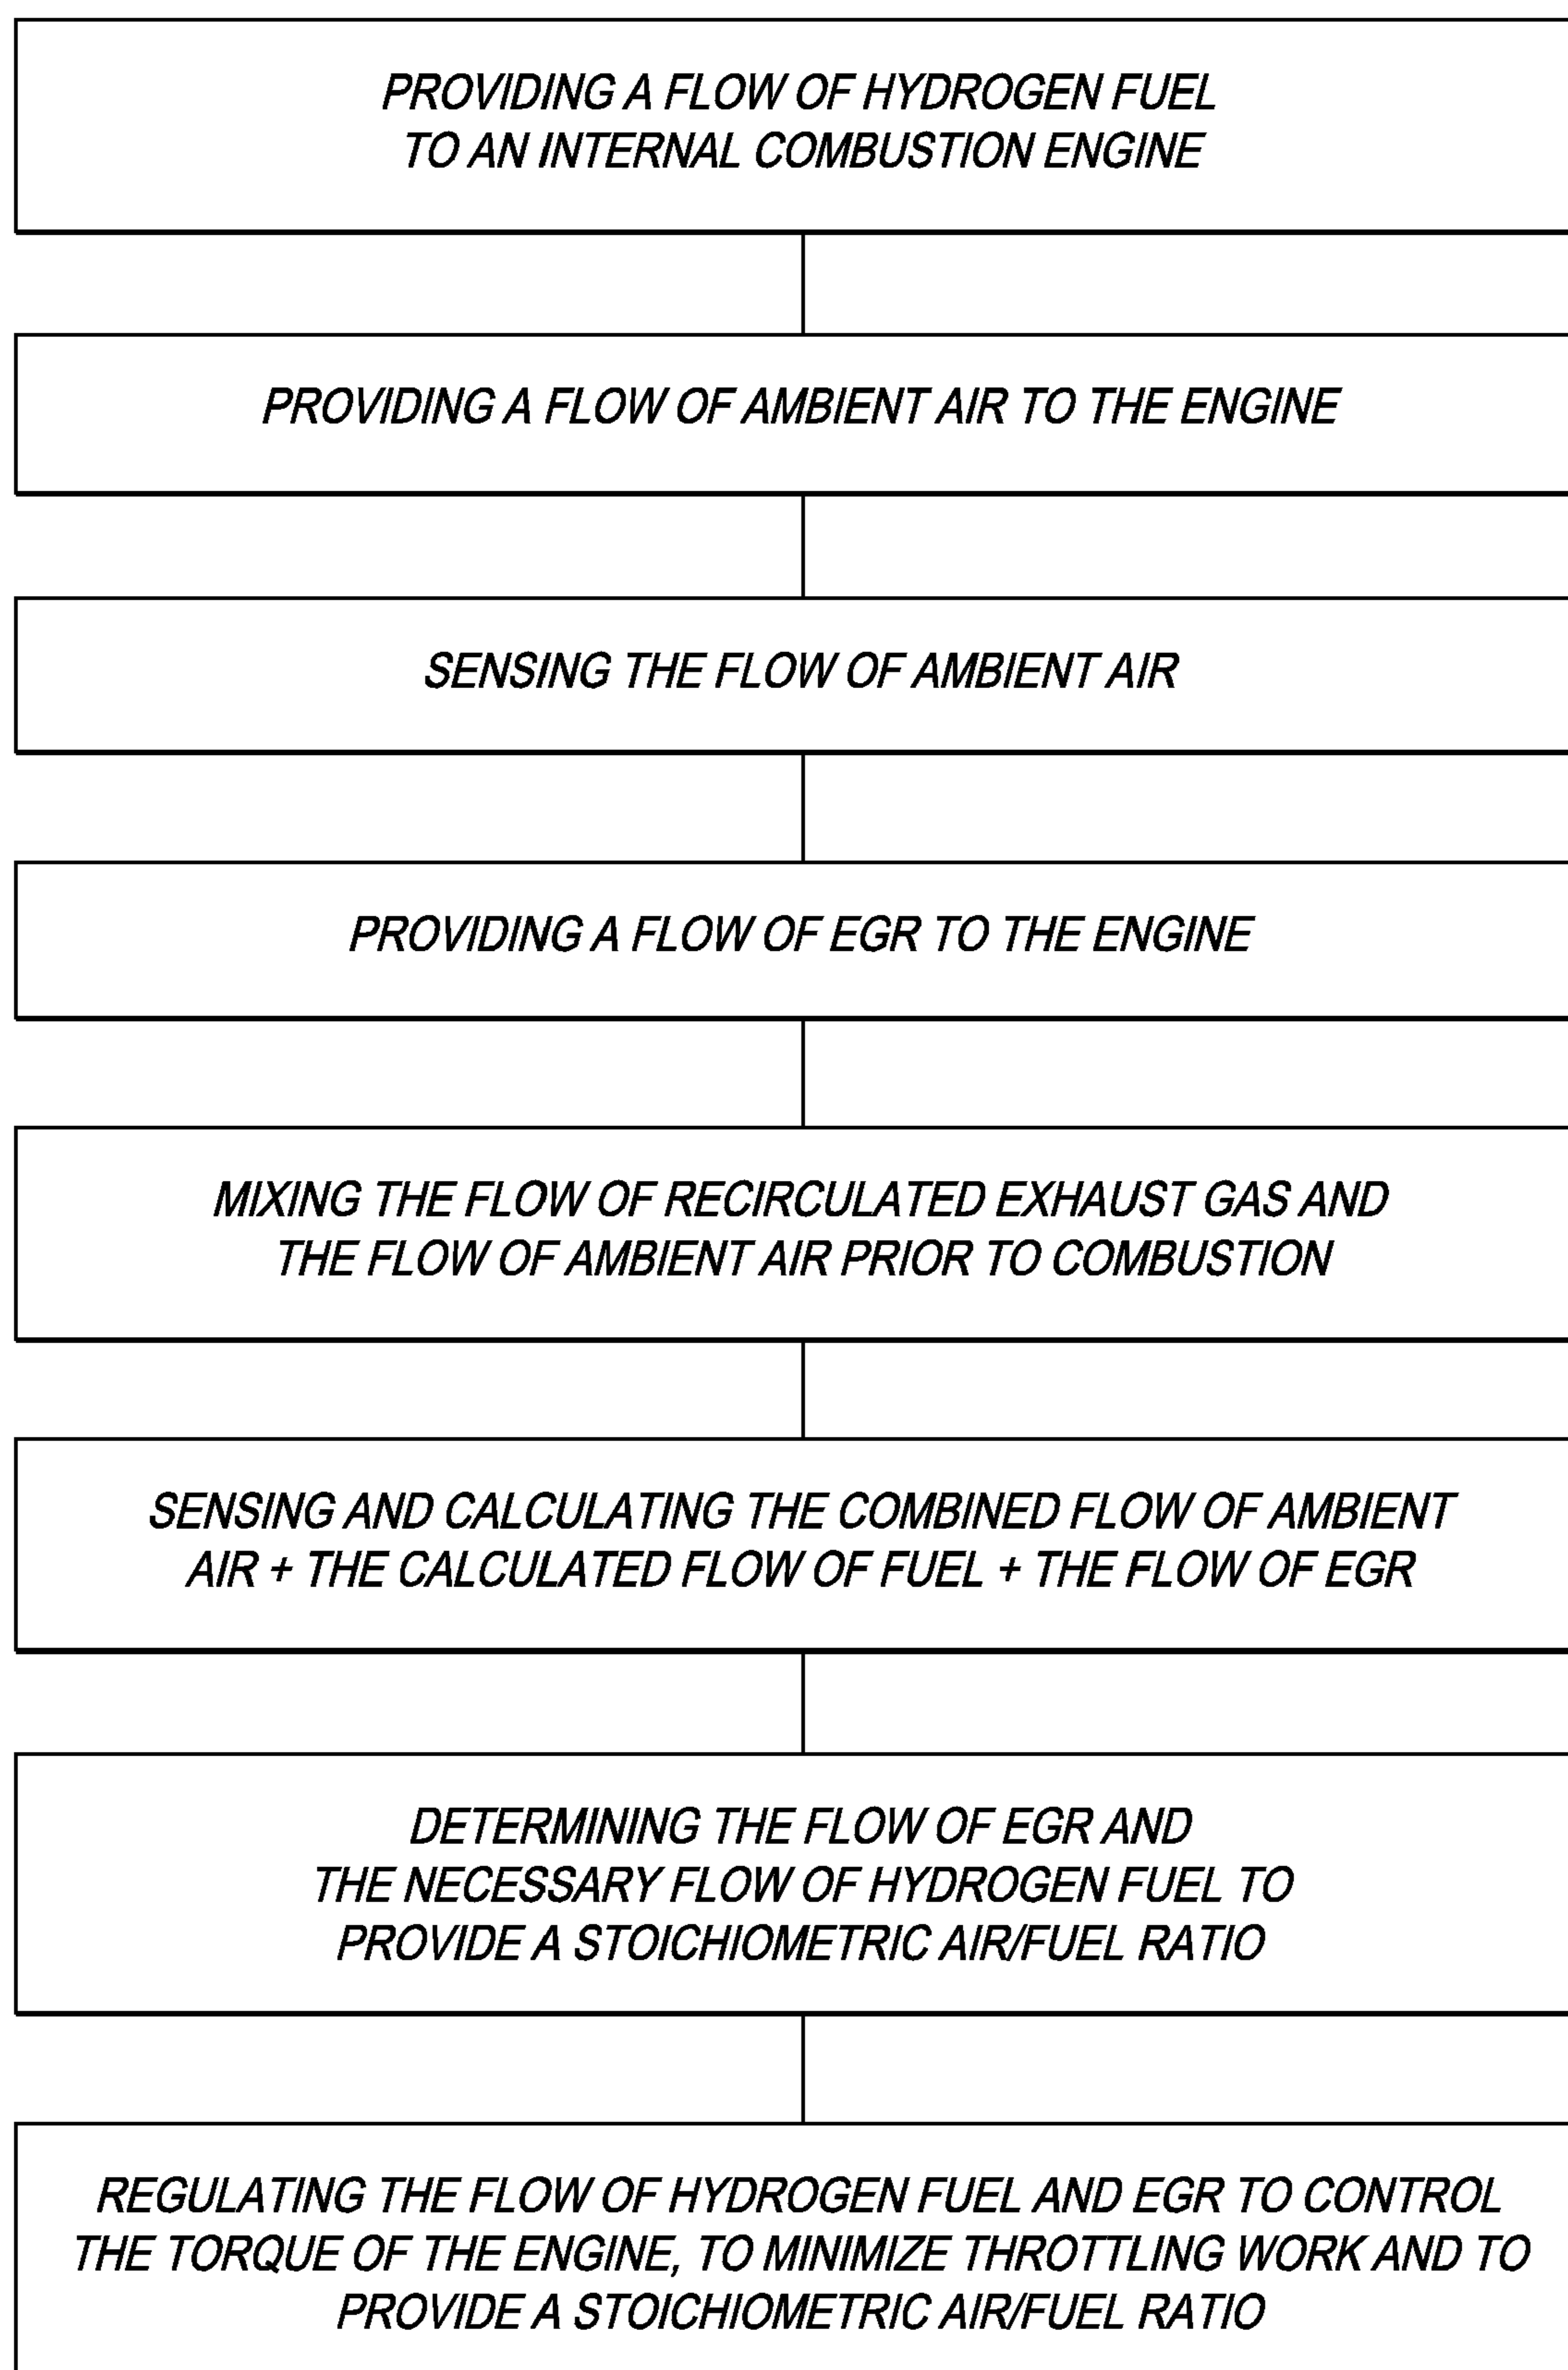 PROVIDING A FLOW OF HYDROGEN FUEL
TO AN INTERNAL COMBUSTION ENGINE
PROVIDING A FLOW OF AMBIENT AIR TO THE ENGINE
SENSING THE FLOW OF AMBIENT AIR
PROVIDING A FLOW OF EGR TO THE ENGINE
MIXING THE FLOW OF RECIRCULATED EXHAUST GAS AND
THE FLOW OF AMBIENT AIR PRIOR TO COMBUSTION
SENSING AND CALCULATING THE COMBINED FLOW OF AMBIENT
AIR + THE CALCULATED FLOW OF FUEL + THE FLOW OF EGR
DETERMINING THE FLOW OF EGR AND
THE NECESSARY FLOW OF HYDROGEN FUEL TO
PROVIDE A STOICHIOMETRIC AIR/FUEL RATIO
REGULATING THE FLOW OF HYDROGEN FUEL AND EGR TO CONTROL
THE TORQUE OF THE ENGINE, TO MINIMIZE THROTTLING WORK AND TO
PROVIDE A STOICHIOMETRIC AIR/FUEL RATIO